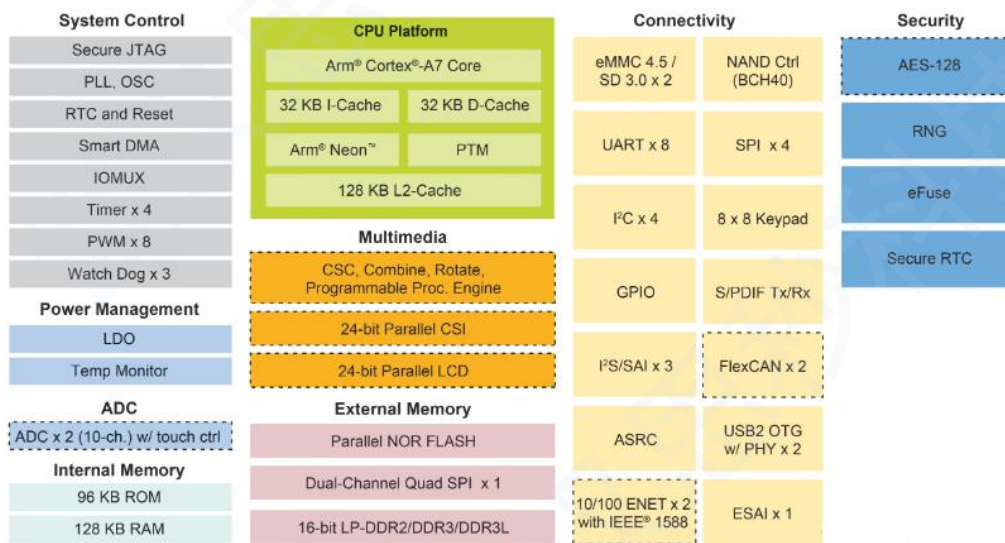 System Control
Secure JTAG
PLL, OSC
RTC and Reset
Smart DMA
IOMUX
Timer x 4
PWM x 8
Watch Dog x 3
Power Management
LDO
Temp Monitor
ADC
ADC x 2 (10-ch.) w/ touch ctrl
Internal Memory
96 KB ROM
128 KB RAM
CPU Platform
Arm® Cortex®-A7 Core
32 KB I-Cache
32 KB D-Cache
Arm® Neon™
PTM
128 KB L2-Cache
Multimedia
CSC, Combine, Rotate,
Programmable Proc. Engine
24-bit Parallel CSI
24-bit Parallel LCD
External Memory
Parallel NOR FLASH
Dual-Channel Quad SPI x 1
16-bit LP-DDR2/DDR3/DDR3L
Connectivity
eMMC 4.5 /
SD 3.0 x 2
NAND Ctrl
(BCH40)
UART x 8
SPI x 4
I²C x 4
8 x 8 Keypad
GPIO
S/PDIF Tx/Rx
I²S/SAI x 3
FlexCAN x 2
ASRC
USB2 OTG
w/ PHY x 2
10/100 ENET x 2
with IEEE® 1588
ESAI x 1
Security
AES-128
RNG
eFuse
Secure RTC